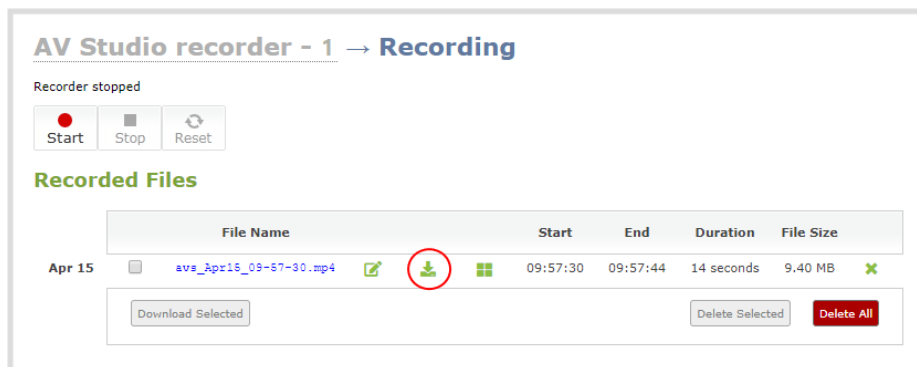 AV Studio recorder - 1 → Recording
Recorder stopped
Start Stop Reset
Recorded Files
File Name Start End Duration File Size
Apr 15 avs_Apr15_09-57-30.mp4 09:57:30 09:57:44 14 seconds 9.40 MB
Download Selected Delete Selected Delete All